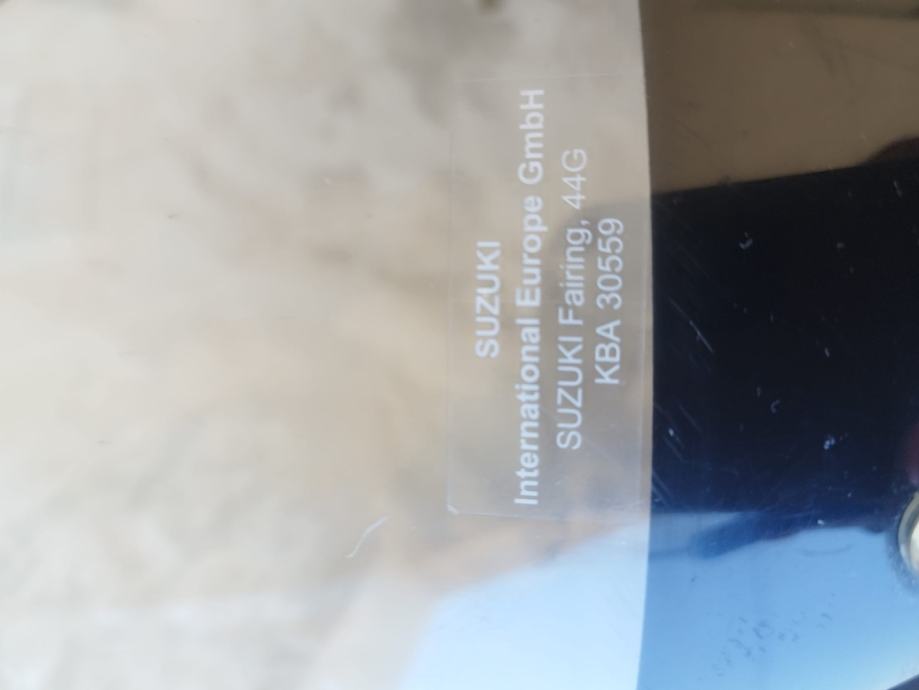 SUZUKI
International Europe GmbH
SUZUKI Fairing, 44G
KBA 30559